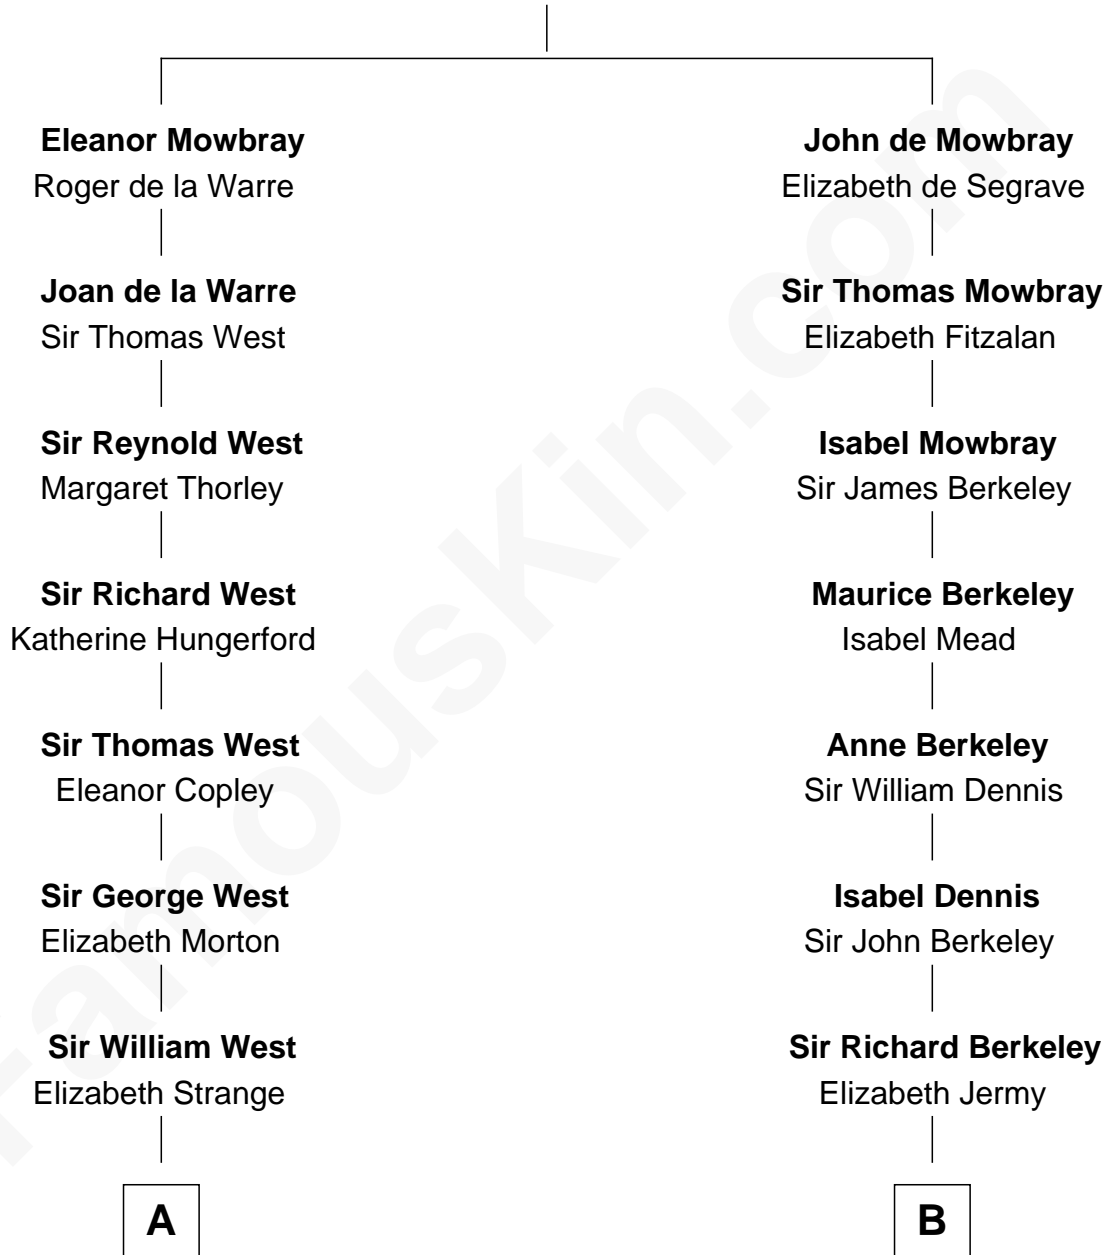 Eleanor Mowbray
Roger de la Warre
Joan de la Warre
Sir Thomas West
Sir Reynold West
Margaret Thorley
Sir Richard West
Katherine Hungerford
Sir Thomas West
Eleanor Copley
Sir George West
Elizabeth Morton
Sir William West
Elizabeth Strange
A
John de Mowbray
Elizabeth de Segrave
Sir Thomas Mowbray
Elizabeth Fitzalan
Isabel Mowbray
Sir James Berkeley
Maurice Berkeley
Isabel Mead
Anne Berkeley
Sir William Dennis
Isabel Dennis
Sir John Berkeley
Sir Richard Berkeley
Elizabeth Jermy
B
FamousKin.com